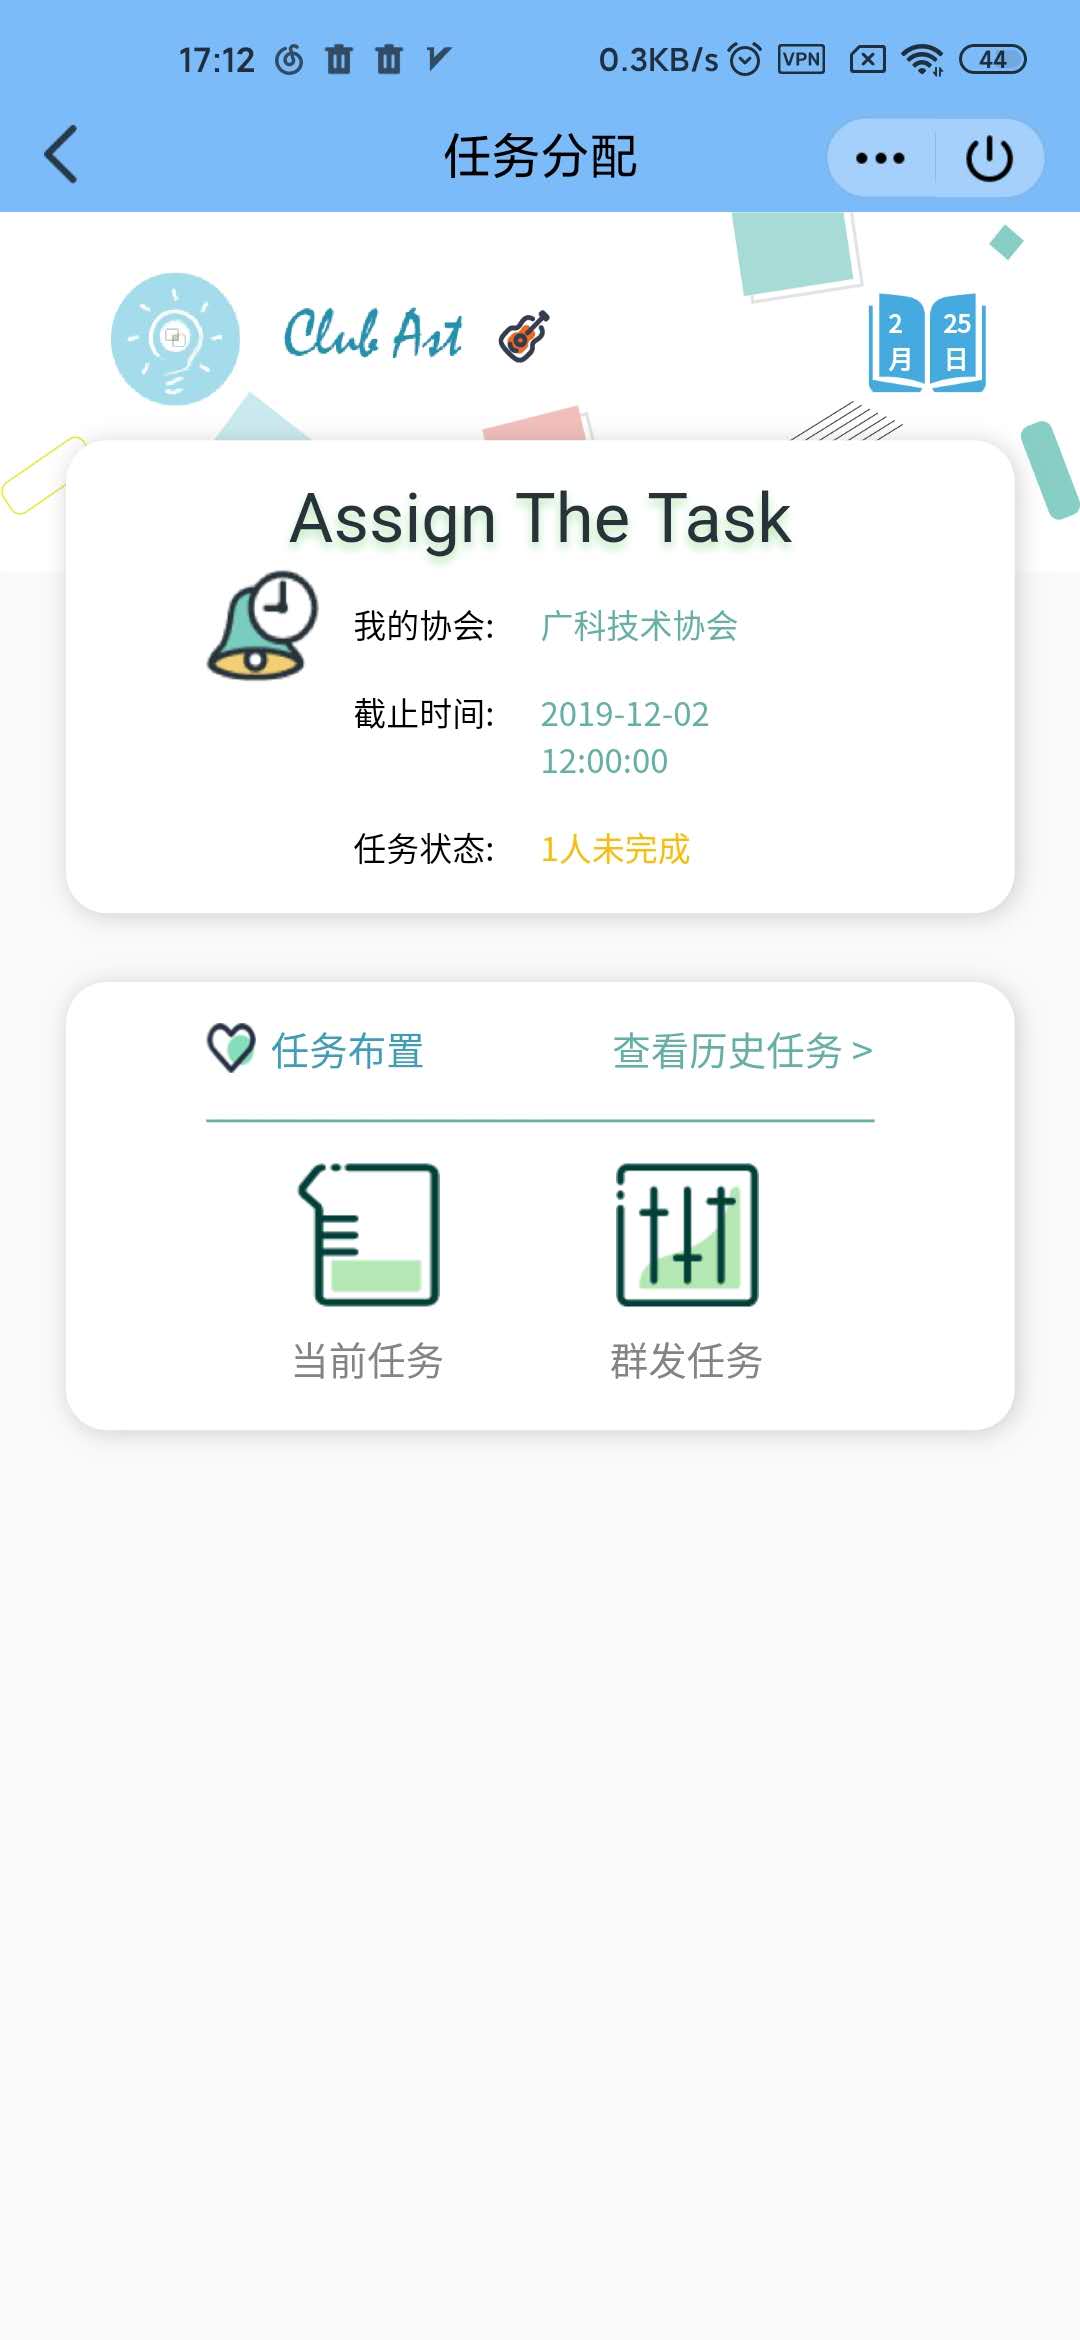 17:12 0.3KB/s VPN 44
任务分配
Club Ast
2 25
月 日
Assign The Task
我的协会: 广科技术协会
截止时间: 2019-12-02
12:00:00
任务状态: 1人未完成
任务布置 查看历史任务 >
当前任务 群发任务